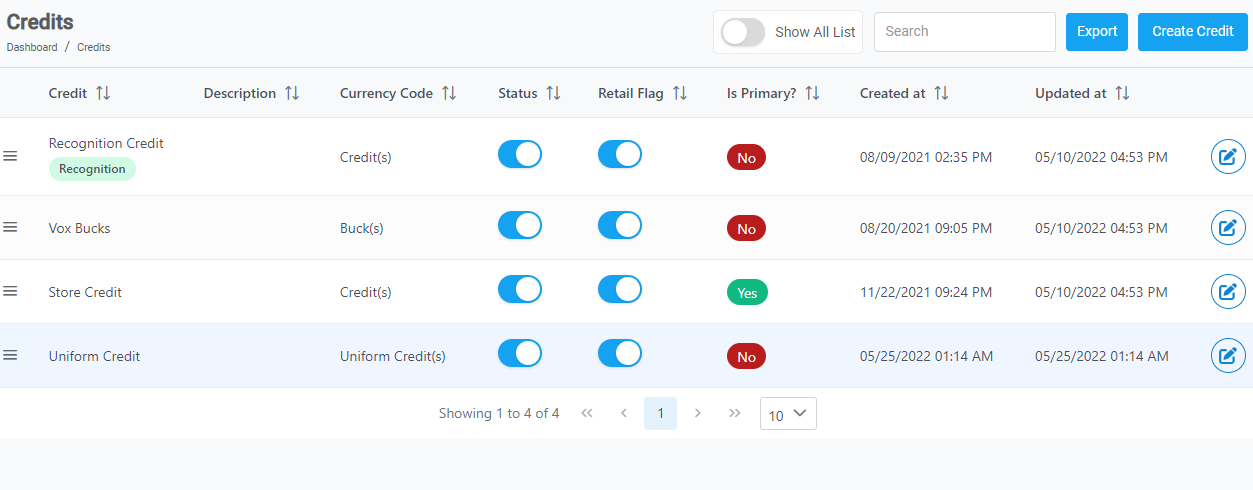 Credits
Dashboard / Credits
Show All List
Search
Export
Create Credit
Credit Description Currency Code Status Retail Flag Is Primary? Created at Updated at
Recognition Credit
Recognition
Credit(s) No 08/09/2021 02:35 PM 05/10/2022 04:53 PM
Vox Bucks Buck(s) No 08/20/2021 09:05 PM 05/10/2022 04:53 PM
Store Credit Credit(s) Yes 11/22/2021 09:24 PM 05/10/2022 04:53 PM
Uniform Credit Uniform Credit(s) No 05/25/2022 01:14 AM 05/25/2022 01:14 AM
Showing 1 to 4 of 4 « ‹ 1 › » 10